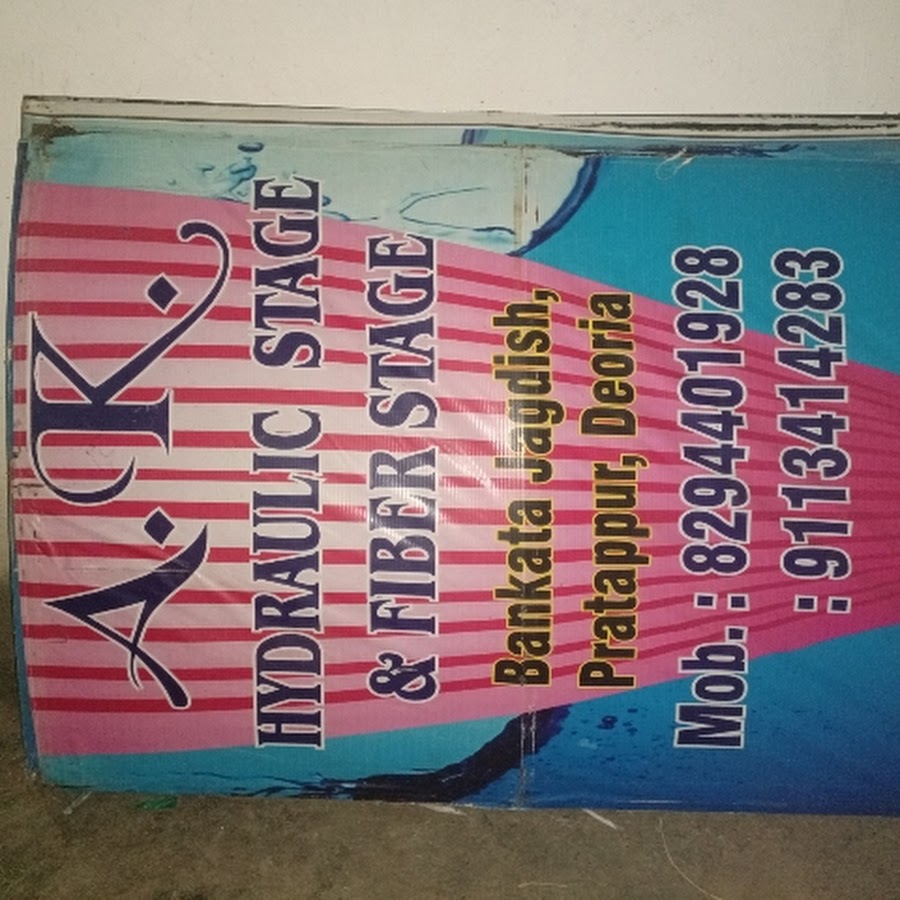 A.K.
HYDRAULIC STAGE
& FIBER STAGE
Bankata Jagdish,
Pratappur, Deoria
Mob. : 8294401928
: 9113414283